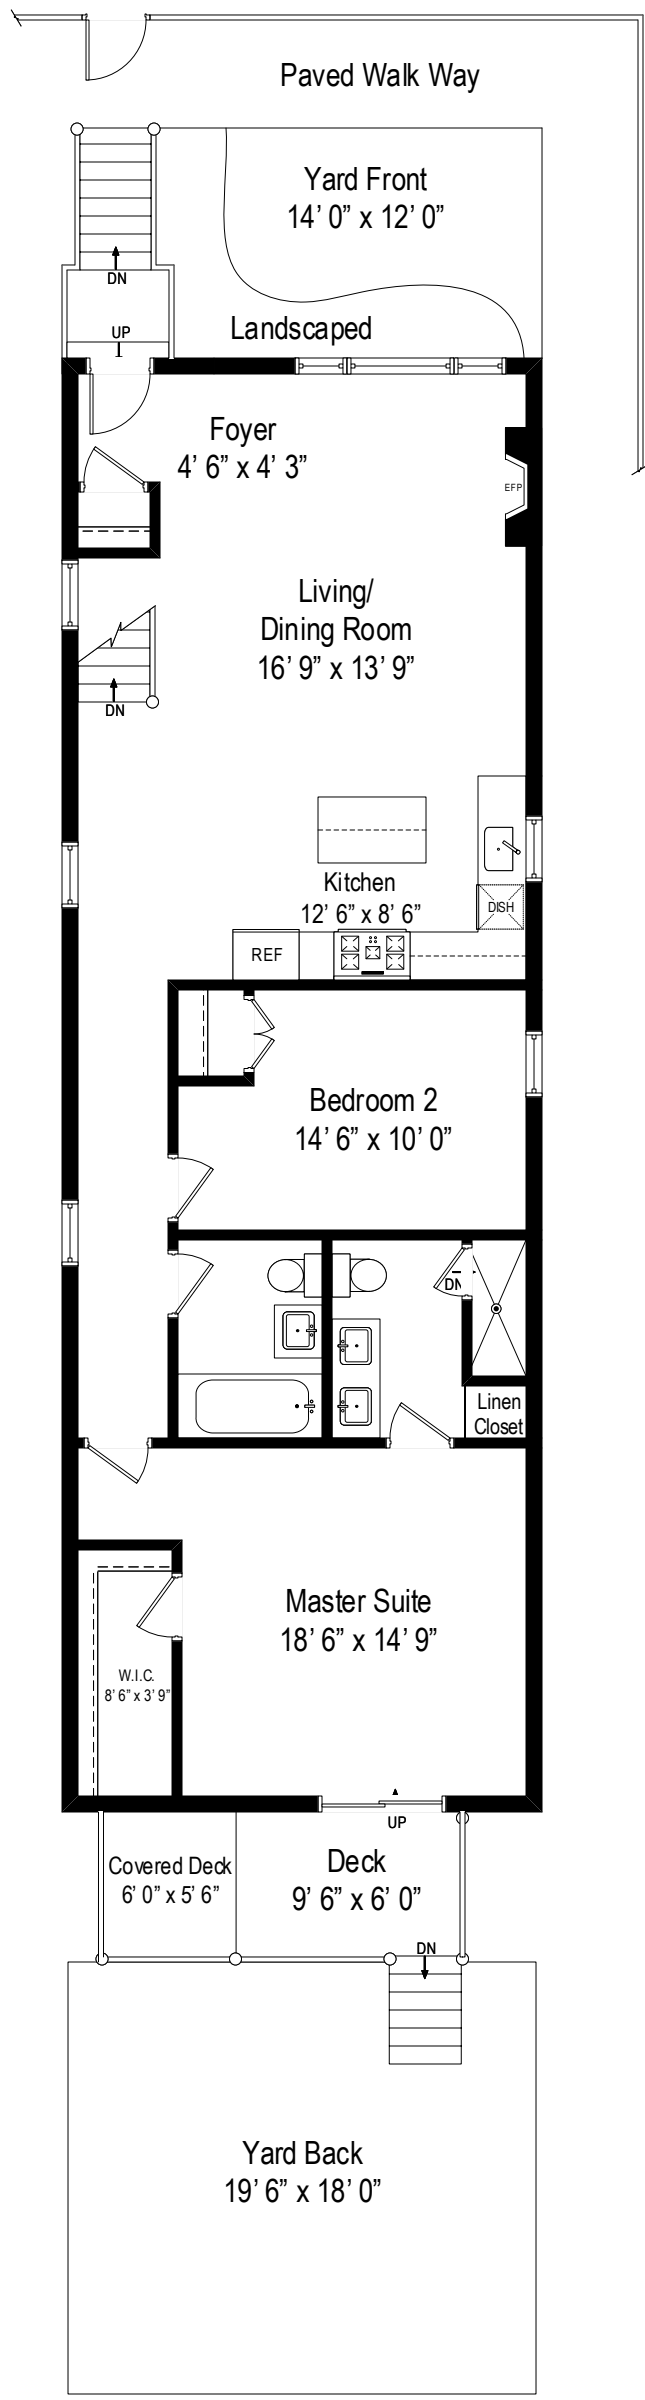 Paved Walk Way
Yard Front
14’ 0” x 12’ 0”
DN
UP
Landscaped
Foyer
4’ 6” x 4’ 3”
EFP
Living/
Dining Room
16’ 9” x 13’ 9”
DN
Kitchen
12’ 6” x 8’ 6”
DISH
REF
Bedroom 2
14’ 6” x 10’ 0”
DN
Linen
Closet
Master Suite
18’ 6” x 14’ 9”
W.I.C.
8’ 6” x 3’ 9”
UP
Covered Deck
6’ 0” x 5’ 6”
Deck
9’ 6” x 6’ 0”
DN
Yard Back
19’ 6” x 18’ 0”